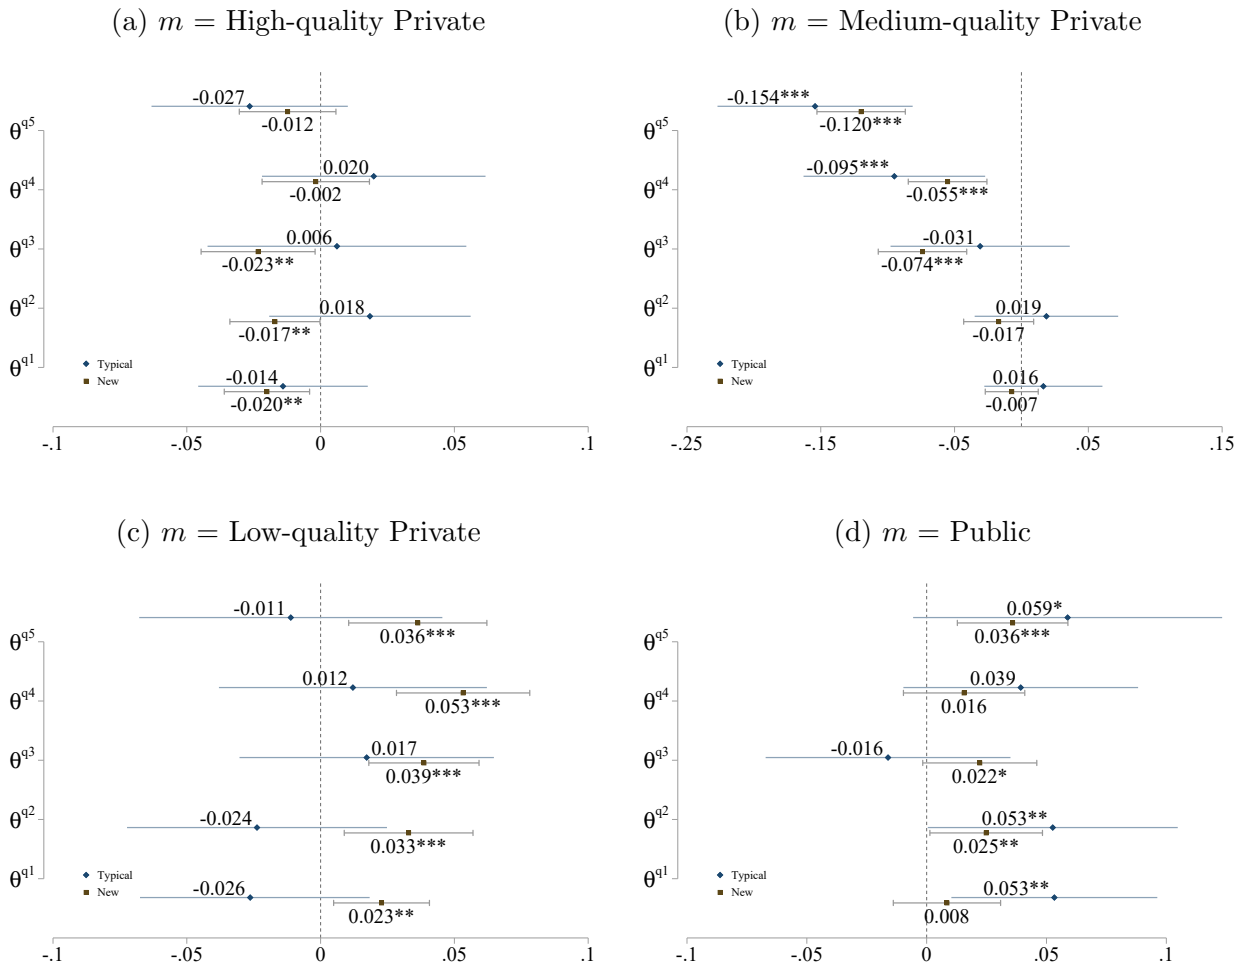 (a) m = High-quality Private
-0.027
-0.012
θq5
0.020
-0.002
θq4
0.006
-0.023**
θq3
0.018
-0.017**
θq2
-0.014
-0.020**
θq1
Typical
New
-.1 -.05 0 .05 .1
(b) m = Medium-quality Private
-0.154***
-0.120***
θq5
-0.095***
-0.055***
θq4
-0.031
-0.074***
θq3
0.019
-0.017
θq2
0.016
-0.007
θq1
Typical
New
-.25 -.15 -.05 .05 .15
(c) m = Low-quality Private
-0.011
0.036***
θq5
0.012
0.053***
θq4
0.017
0.039***
θq3
-0.024
0.033***
θq2
-0.026
0.023**
θq1
Typical
New
-.1 -.05 0 .05 .1
(d) m = Public
0.059*
0.036***
θq5
0.039
0.016
θq4
-0.016
0.022*
θq3
0.053**
0.025**
θq2
0.053**
0.008
θq1
Typical
New
-.1 -.05 0 .05 .1